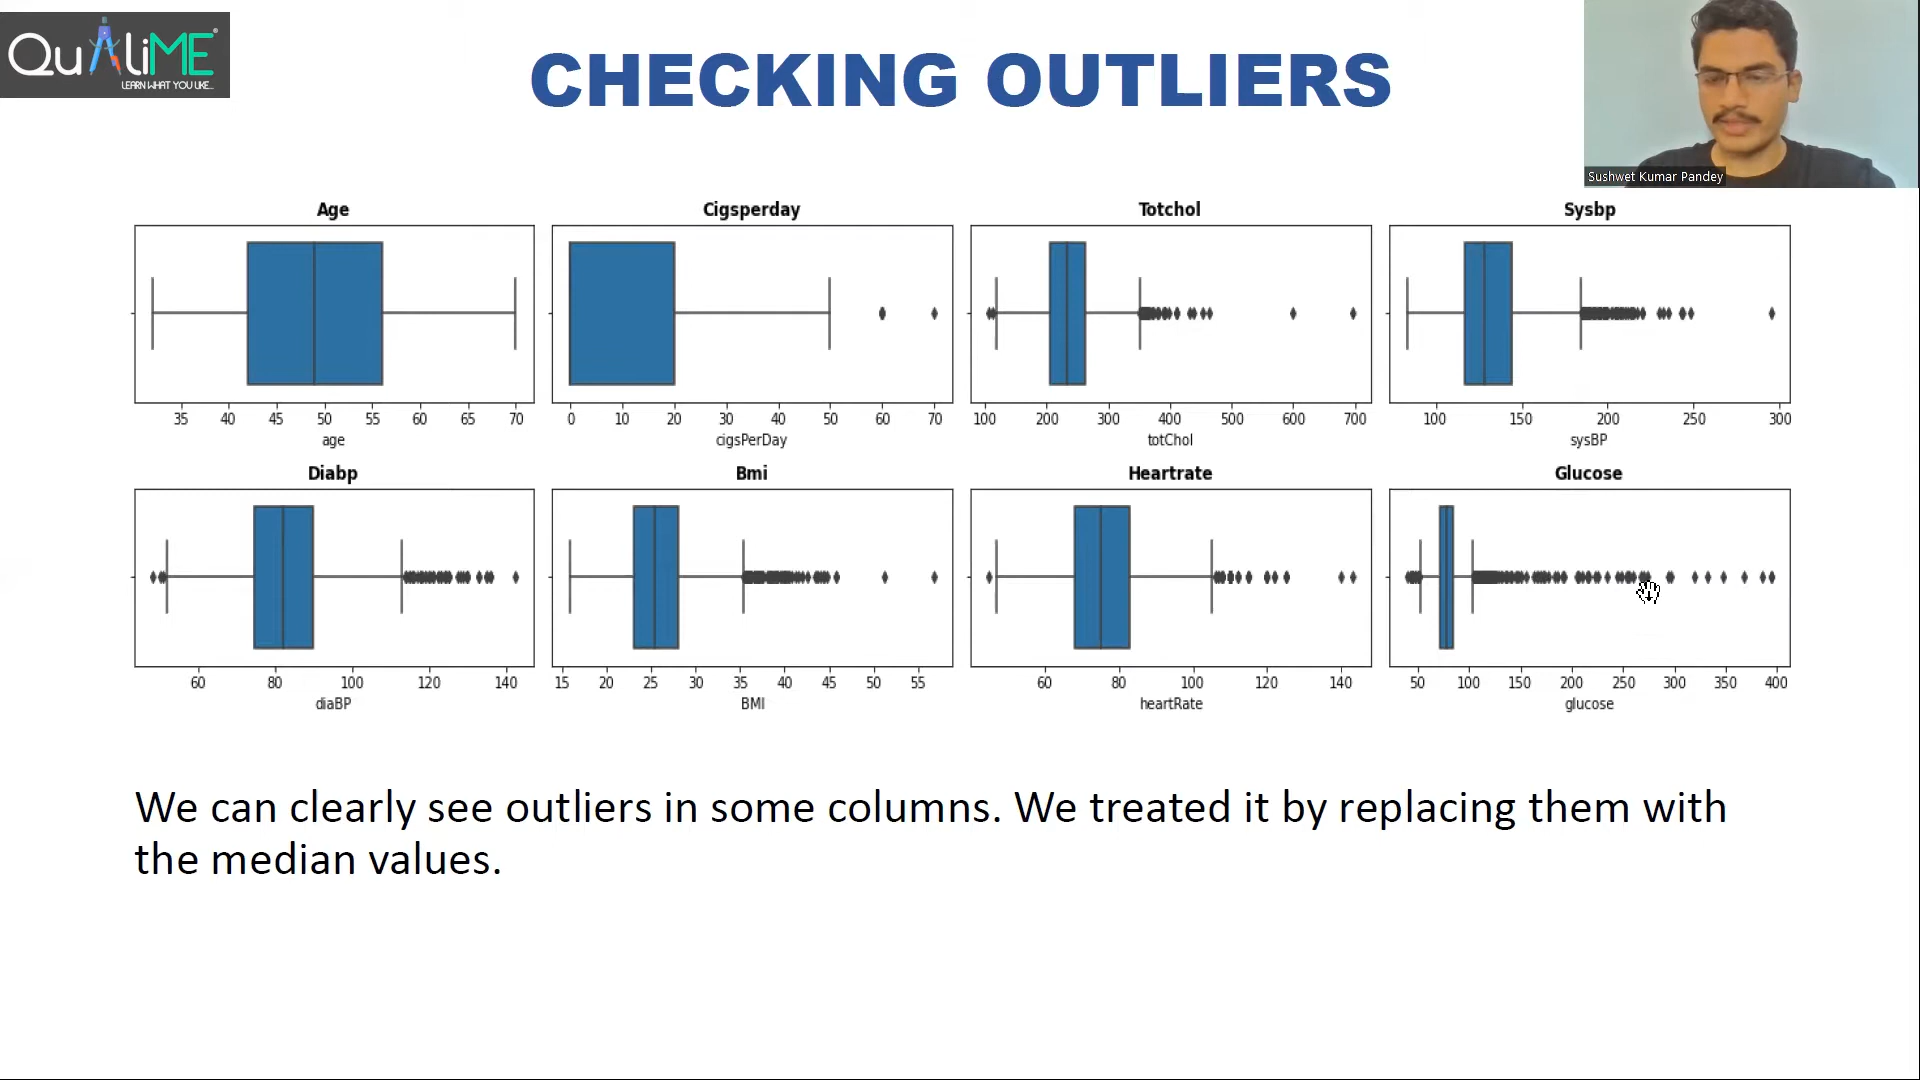 QuALiME
LEARN WHAT YOU LIKE...
CHECKING OUTLIERS
Sushwet Kumar Pandey
Age
Cigsperday
Totchol
Sysbp
35 40 45 50 55 60 65 70
0 10 20 30 40 50 60 70
100 200 300 400 500 600 700
100 150 200 250 300
age
cigsPerDay
totChol
sysBP
Diabp
Bmi
Heartrate
Glucose
60 80 100 120 140
15 20 25 30 35 40 45 50 55
60 80 100 120 140
50 100 150 200 250 300 350 400
diaBP
BMI
heartRate
glucose
We can clearly see outliers in some columns. We treated it by replacing them with
the median values.